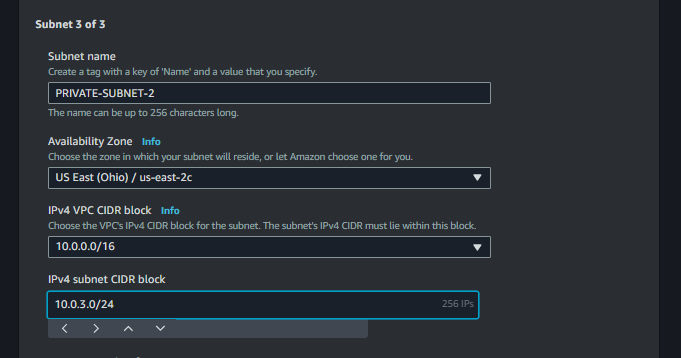 Subnet 3 of 3
Subnet name
Create a tag with a key of 'Name' and a value that you specify.
PRIVATE-SUBNET-2
The name can be up to 256 characters long.
Availability Zone Info
Choose the zone in which your subnet will reside, or let Amazon choose one for you.
US East (Ohio) / us-east-2c
IPv4 VPC CIDR block Info
Choose the VPC's IPv4 CIDR block for the subnet. The subnet's IPv4 CIDR must lie within this block.
10.0.0.0/16
IPv4 subnet CIDR block
10.0.3.0/24 256 IPs